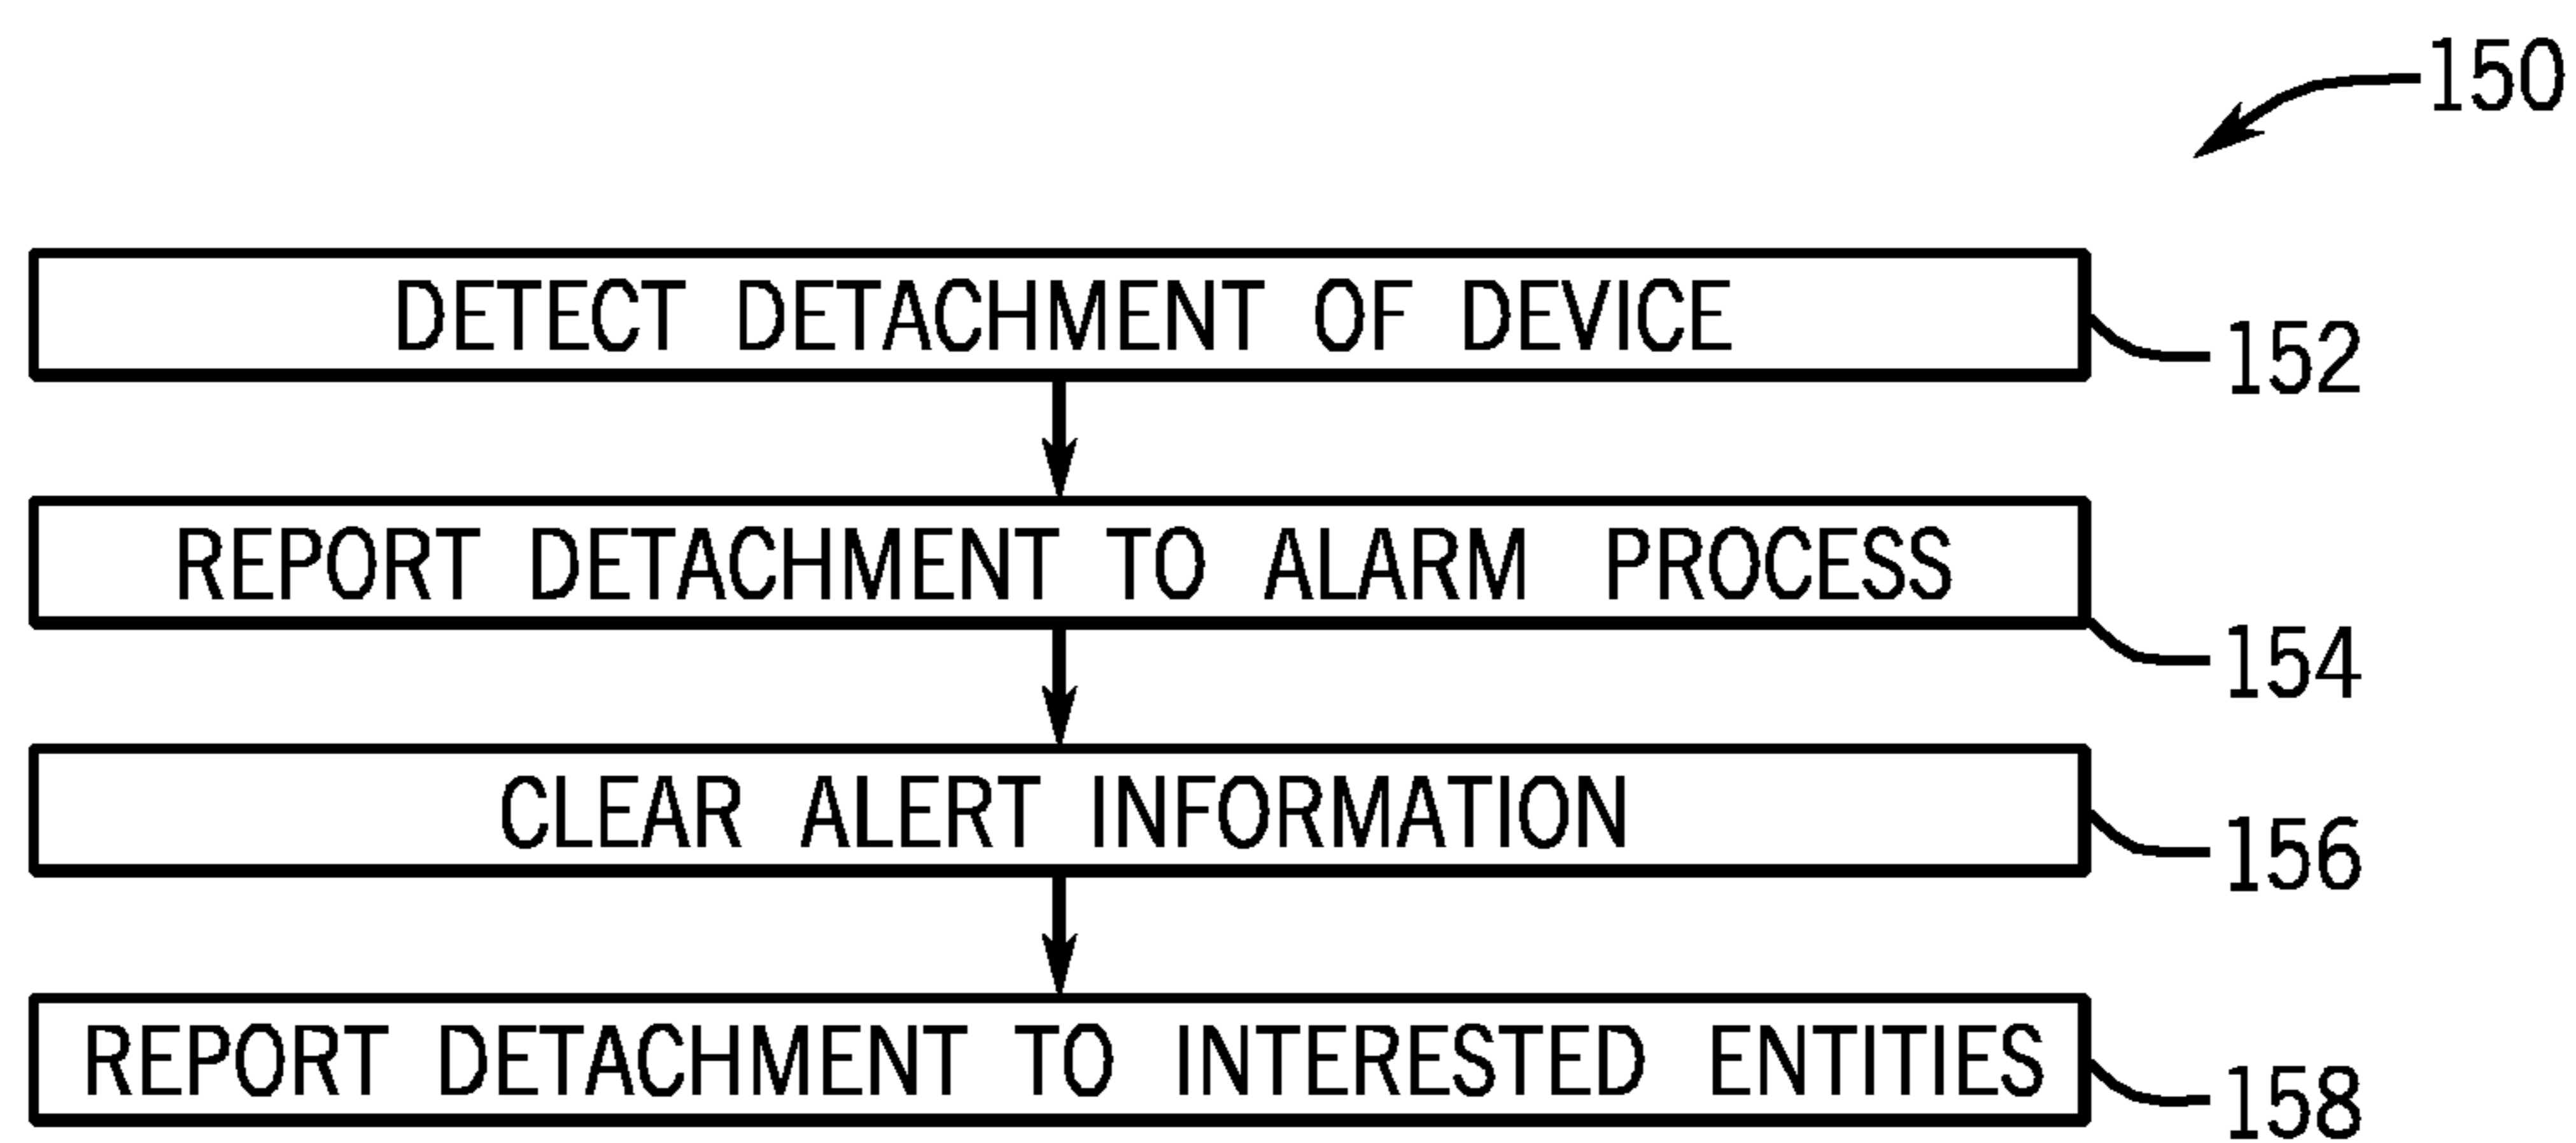 150
DETECT DETACHMENT OF DEVICE
152
REPORT DETACHMENT TO ALARM PROCESS
154
CLEAR ALERT INFORMATION
156
REPORT DETACHMENT TO INTERESTED ENTITIES
158